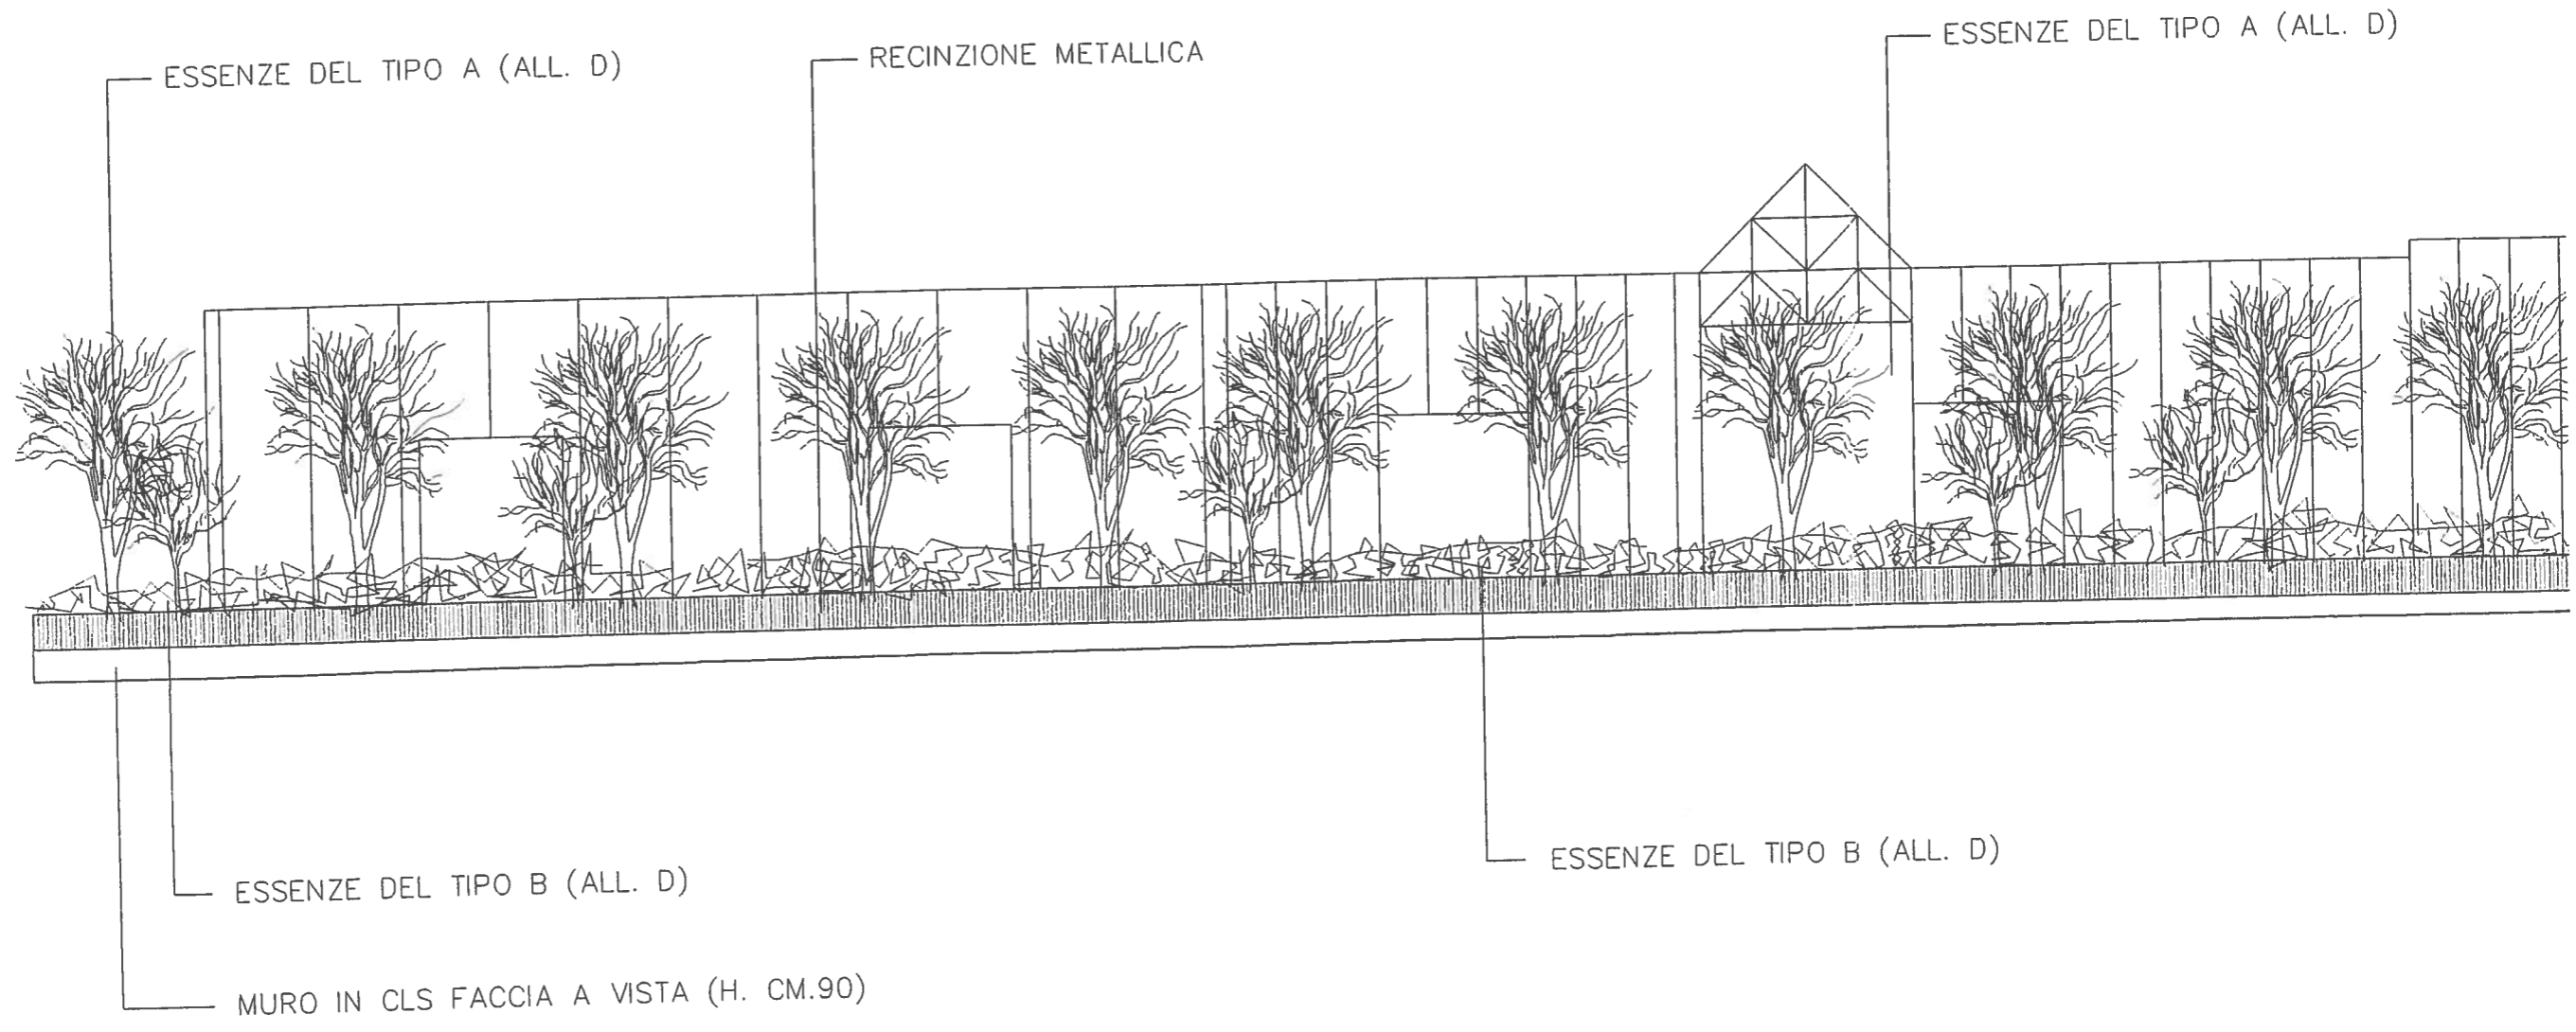 ESSENZE DEL TIPO A (ALL. D)
RECINZIONE METALLICA
ESSENZE DEL TIPO A (ALL. D)
ESSENZE DEL TIPO B (ALL. D)
ESSENZE DEL TIPO B (ALL. D)
MURO IN CLS FACCIA A VISTA (H. CM.90)